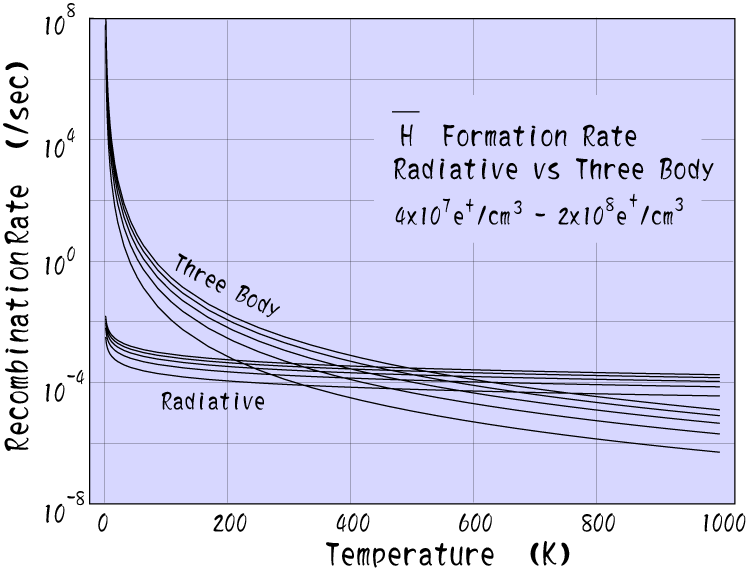 10⁸
10⁴
10⁰
10⁻⁴
10⁻⁸
Recombination Rate (/sec)
H̅ Formation Rate
Radiative vs Three Body
4x10⁷e⁺/cm³ - 2x10⁸e⁺/cm³
Three Body
Radiative
0 200 400 600 800 1000
Temperature (K)